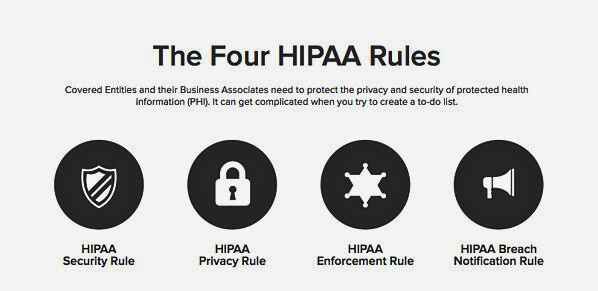 The Four HIPAA Rules
Covered Entities and their Business Associates need to protect the privacy and security of protected health
information (PHI). It can get complicated when you try to create a to-do list.
HIPAA
Security Rule
HIPAA
Privacy Rule
HIPAA
Enforcement Rule
HIPAA Breach
Notification Rule